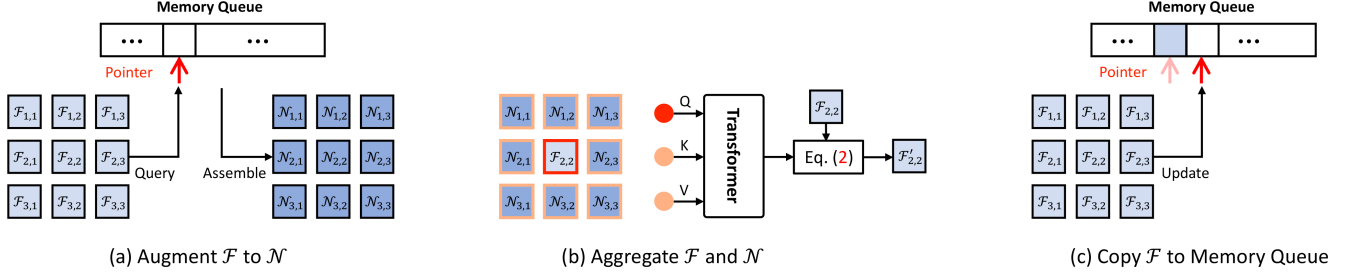 Memory Queue
... ...
Pointer
ℱ1,1 ℱ1,2 ℱ1,3 𝒩1,1 𝒩1,2 𝒩1,3
ℱ2,1 ℱ2,2 ℱ2,3 𝒩2,1 𝒩2,2 𝒩2,3
Query Assemble
ℱ3,1 ℱ3,2 ℱ3,3 𝒩3,1 𝒩3,2 𝒩3,3
(a) Augment ℱ to 𝒩
𝒩1,1 𝒩1,2 𝒩1,3
𝒩2,1 ℱ2,2 𝒩2,3
𝒩3,1 𝒩3,2 𝒩3,3
Q
K
V
Transformer
ℱ2,2
Eq. (2)
ℱ′2,2
(b) Aggregate ℱ and 𝒩
Memory Queue
... ...
Pointer
ℱ1,1 ℱ1,2 ℱ1,3
ℱ2,1 ℱ2,2 ℱ2,3
Update
ℱ3,1 ℱ3,2 ℱ3,3
(c) Copy ℱ to Memory Queue